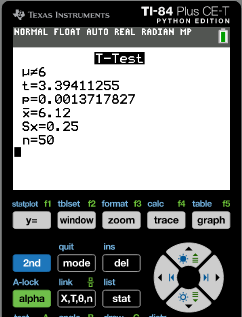 TEXAS INSTRUMENTS TI-84 Plus CE-T
PYTHON EDITION
NORMAL FLOAT AUTO REAL RADIAN MP
T-Test
μ≠6
t=3.39411255
p=0.0013717827
x̄=6.12
Sx=0.25
n=50
statplot f1 tblset f2 format f3 calc f4 table f5
y= window zoom trace graph
quit ins
2nd mode del
A-lock link list
alpha X,T,θ,n stat